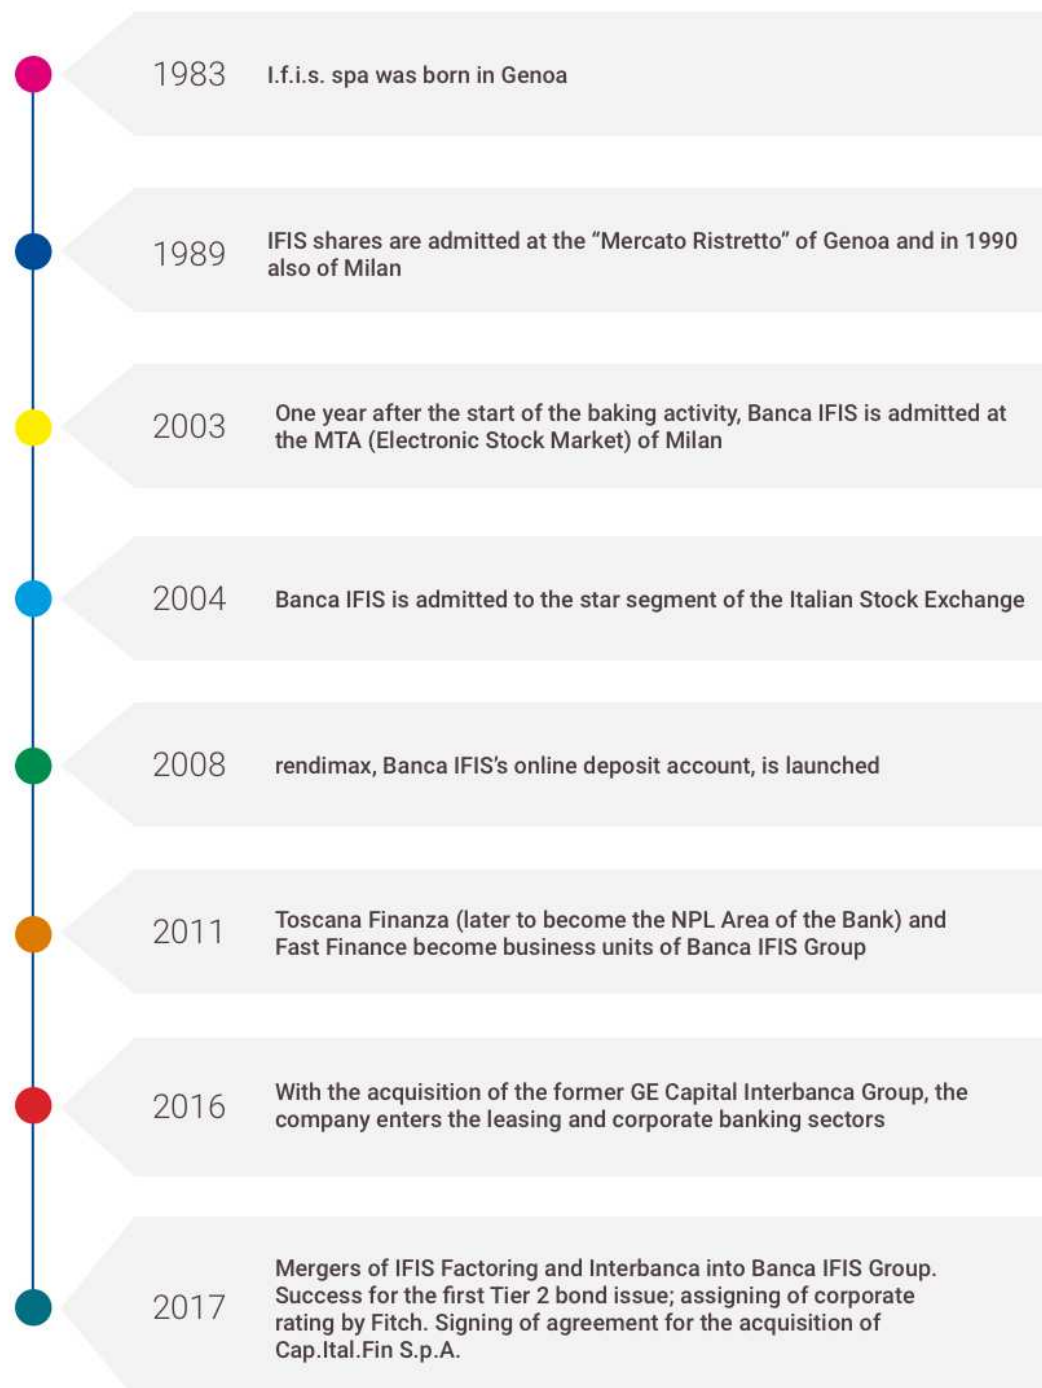 1983
I.f.i.s. spa was born in Genoa
1989
IFIS shares are admitted at the “Mercato Ristretto” of Genoa and in 1990
also of Milan
2003
One year after the start of the baking activity, Banca IFIS is admitted at
the MTA (Electronic Stock Market) of Milan
2004
Banca IFIS is admitted to the star segment of the Italian Stock Exchange
2008
rendimax, Banca IFIS’s online deposit account, is launched
2011
Toscana Finanza (later to become the NPL Area of the Bank) and
Fast Finance become business units of Banca IFIS Group
2016
With the acquisition of the former GE Capital Interbanca Group, the
company enters the leasing and corporate banking sectors
2017
Mergers of IFIS Factoring and Interbanca into Banca IFIS Group.
Success for the first Tier 2 bond issue; assigning of corporate
rating by Fitch. Signing of agreement for the acquisition of
Cap.Ital.Fin S.p.A.